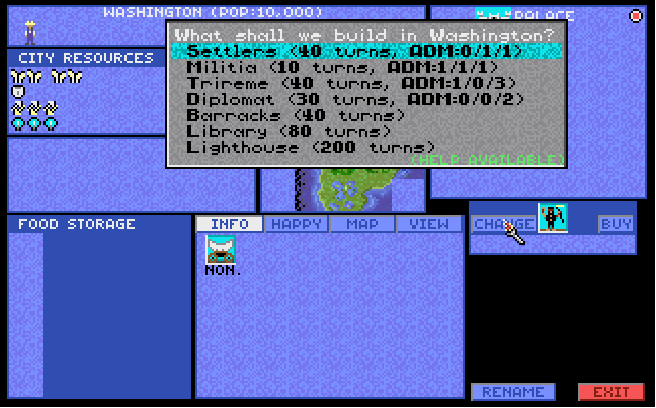 WASHINGTON (POP:10,000)
PALACE
What shall we build in Washington?
Settlers (40 turns, ADM:0/1/1)
Militia (10 turns, ADM:1/1/1)
Trireme (40 turns, ADM:1/0/3)
Diplomat (30 turns, ADM:0/0/2)
Barracks (40 turns)
Library (80 turns)
Lighthouse (200 turns)
(HELP AVAILABLE)
CITY RESOURCES
FOOD STORAGE
INFO HAPPY MAP VIEW
NON.
CHANGE BUY
RENAME EXIT